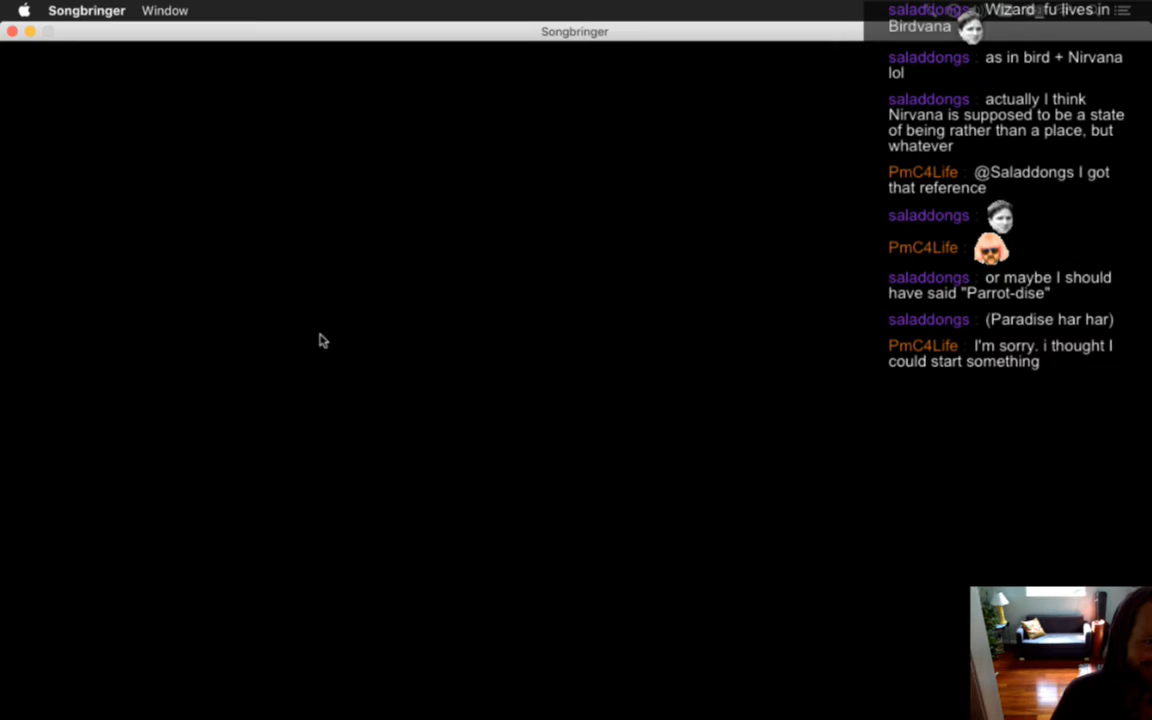 Songbringer Window
Songbringer
saladdongs : Wizard fu lives in
Birdvana
saladdongs : as in bird + Nirvana
lol
saladdongs : actually I think
Nirvana is supposed to be a state
of being rather than a place, but
whatever
PmC4Life : @Saladdongs I got
that reference
saladdongs :
PmC4Life :
saladdongs : or maybe I should
have said "Parrot-dise"
saladdongs : (Paradise har har)
PmC4Life : I'm sorry. i thought I
could start something